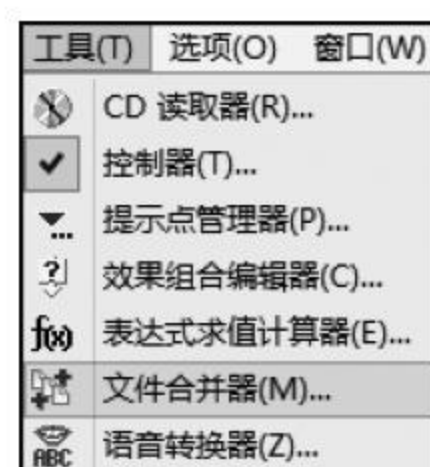 工具(T) 选项(O) 窗口(W)
CD 读取器(R)...
控制器(T)...
提示点管理器(P)...
效果组合编辑器(C)...
f(x) 表达式求值计算器(E)...
文件合并器(M)...
ABC 语音转换器(Z)...